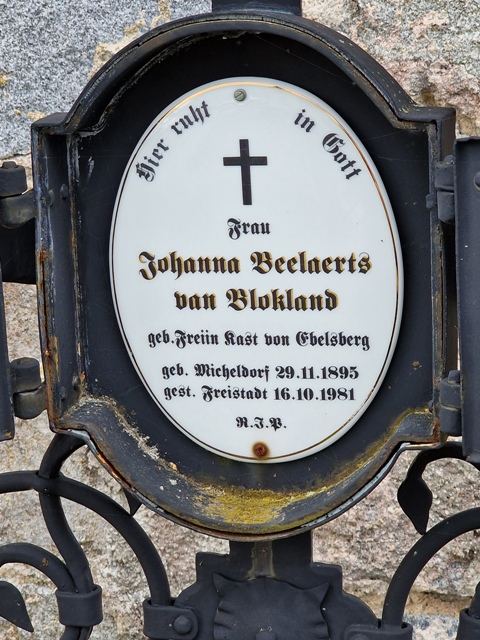 Hier ruht in Gott
Frau
Johanna Beelaerts
van Blokland
geb. Freiin Kast von Ebelsberg
geb. Micheldorf 29.11.1895
gest. Freistadt 16.10.1981
R.I.P.